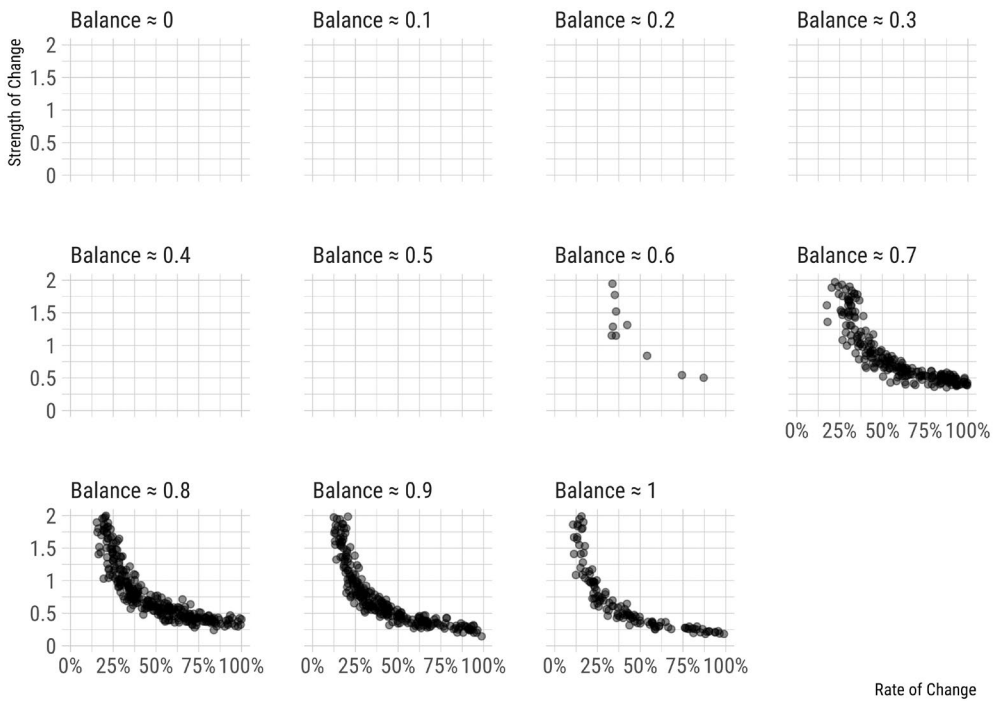 Balance ≈ 0
Balance ≈ 0.1
Balance ≈ 0.2
Balance ≈ 0.3
Strength of Change
2
1.5
1
0.5
0
Balance ≈ 0.4
Balance ≈ 0.5
Balance ≈ 0.6
Balance ≈ 0.7
2
1.5
1
0.5
0
0% 25% 50% 75% 100%
Balance ≈ 0.8
Balance ≈ 0.9
Balance ≈ 1
2
1.5
1
0.5
0
0% 25% 50% 75% 100%
0% 25% 50% 75% 100%
0% 25% 50% 75% 100%
Rate of Change